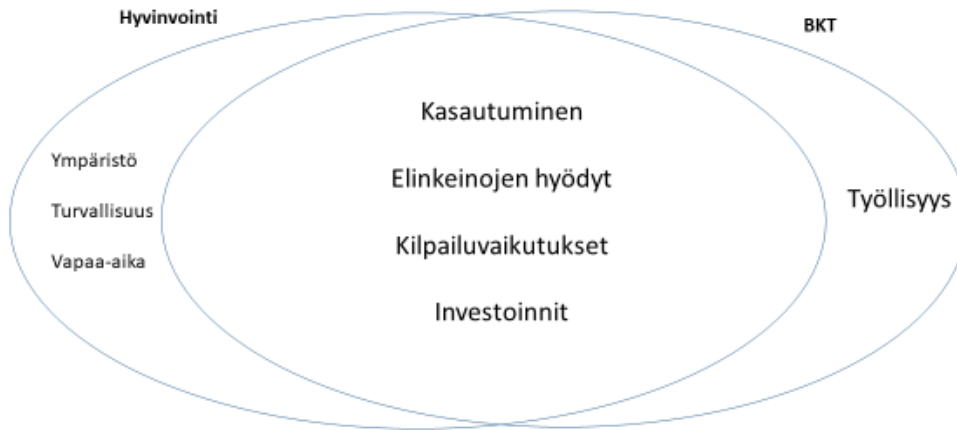 Hyvinvointi
BKT
Kasautuminen
Ympäristö
Elinkeinojen hyödyt
Työllisyys
Turvallisuus
Kilpailuvaikutukset
Vapaa-aika
Investoinnit